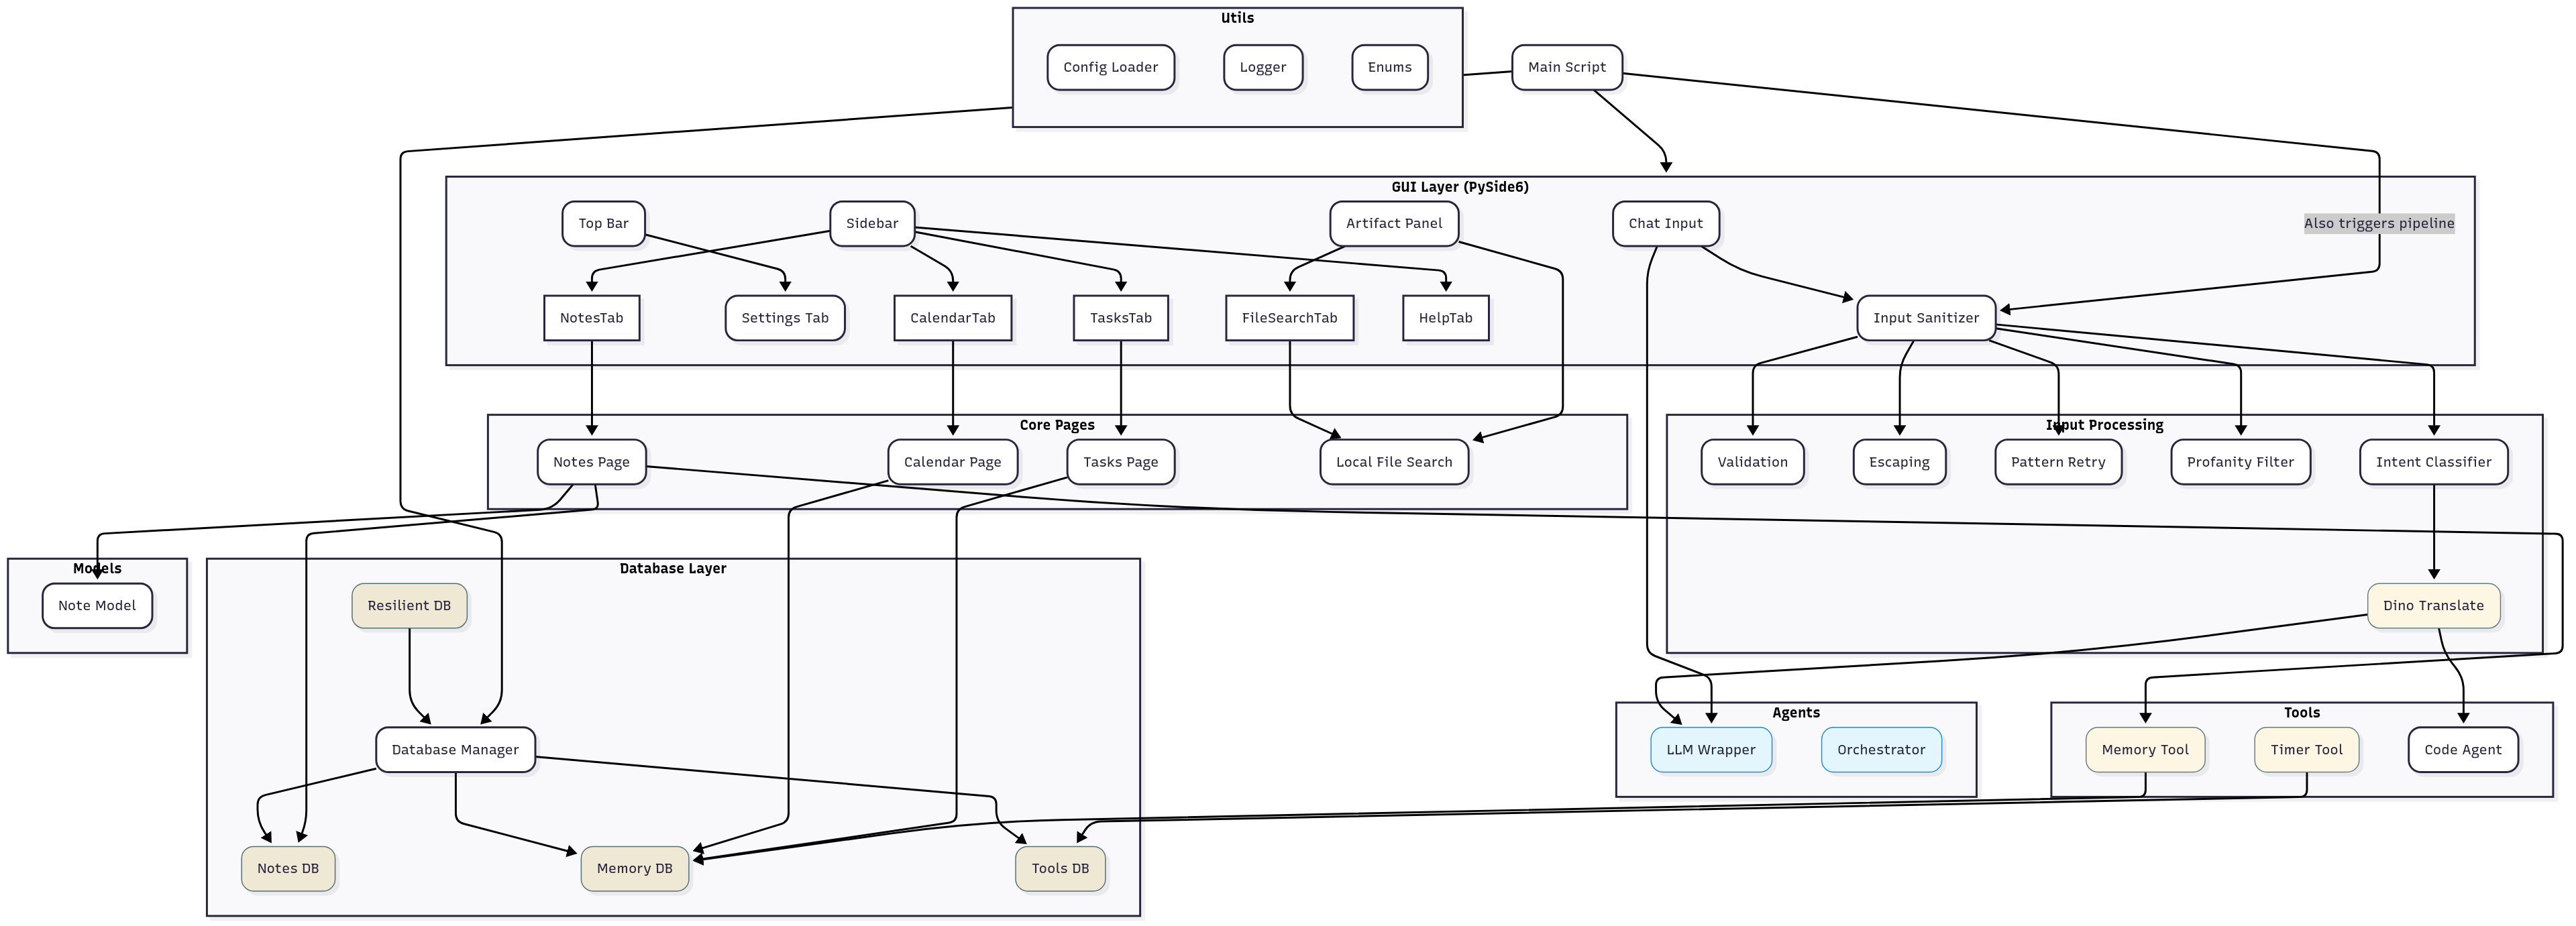 Utils
Config Loader
Logger
Enums
Main Script
GUI Layer (PySide6)
Top Bar
Sidebar
Artifact Panel
Chat Input
Also triggers pipeline
NotesTab
Settings Tab
CalendarTab
TasksTab
FileSearchTab
HelpTab
Input Sanitizer
Core Pages
Input Processing
Notes Page
Calendar Page
Tasks Page
Local File Search
Validation
Escaping
Pattern Retry
Profanity Filter
Intent Classifier
Models
Database Layer
Note Model
Resilient DB
Dino Translate
Agents
Tools
Database Manager
LLM Wrapper
Orchestrator
Memory Tool
Timer Tool
Code Agent
Notes DB
Memory DB
Tools DB